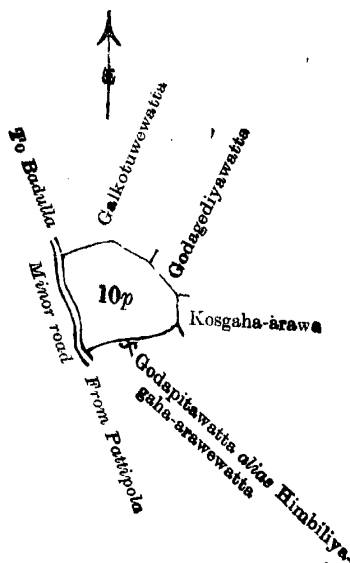 To Badulla
Galkotuwewatta
Godagediyawatta
Minor road
10p
Kosgaha-arawa
From Pattipola
Godapitawatta alias Himbiliya-
gaha-arawewatta